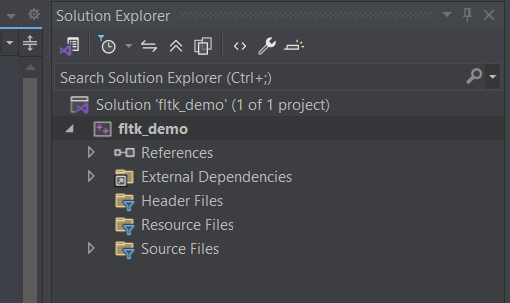 Solution Explorer
Search Solution Explorer (Ctrl+;)
Solution 'fltk_demo' (1 of 1 project)
fltk_demo
References
External Dependencies
Header Files
Resource Files
Source Files